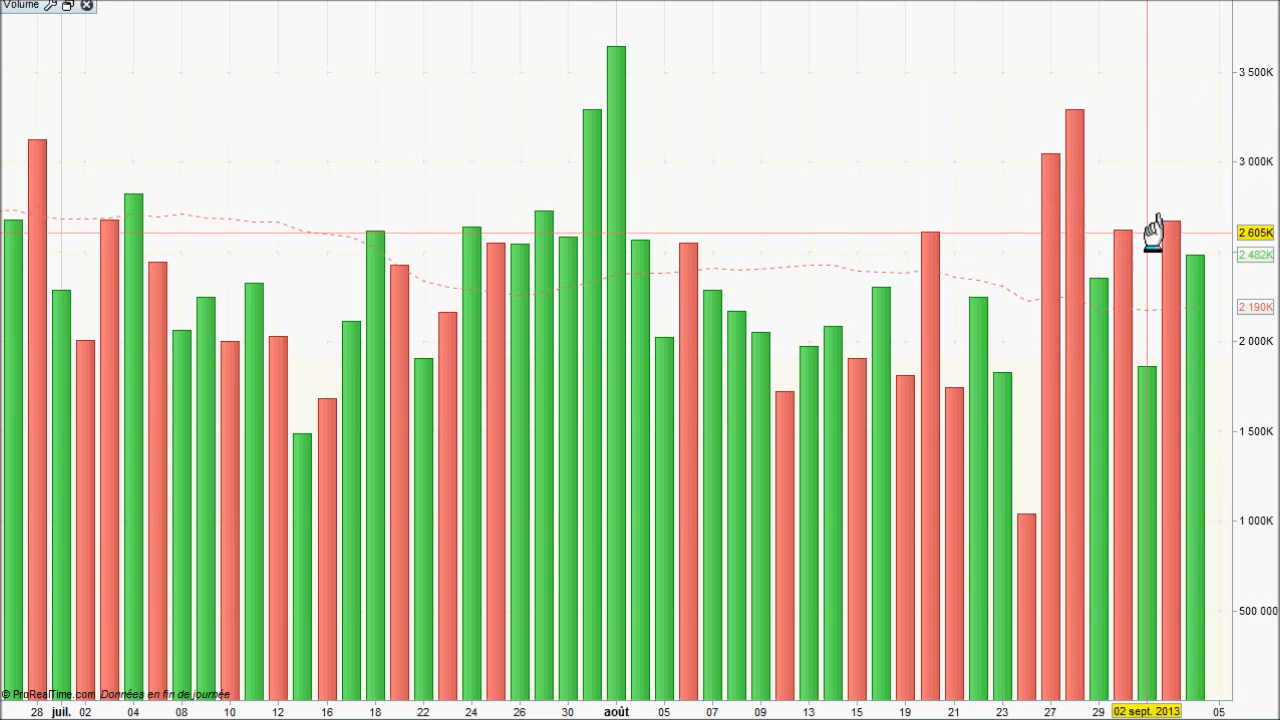 Volume
3 500K
3 000K
2 605K
2 482K
2 190K
2 000K
1 500K
1 000K
500 000
© ProRealTime.com Données en fin de journée
28 juil. 02 04 08 10 12 16 18 22 24 26 30 août 05 07 09 13 15 19 21 23 27 29 02 sept. 2013 05